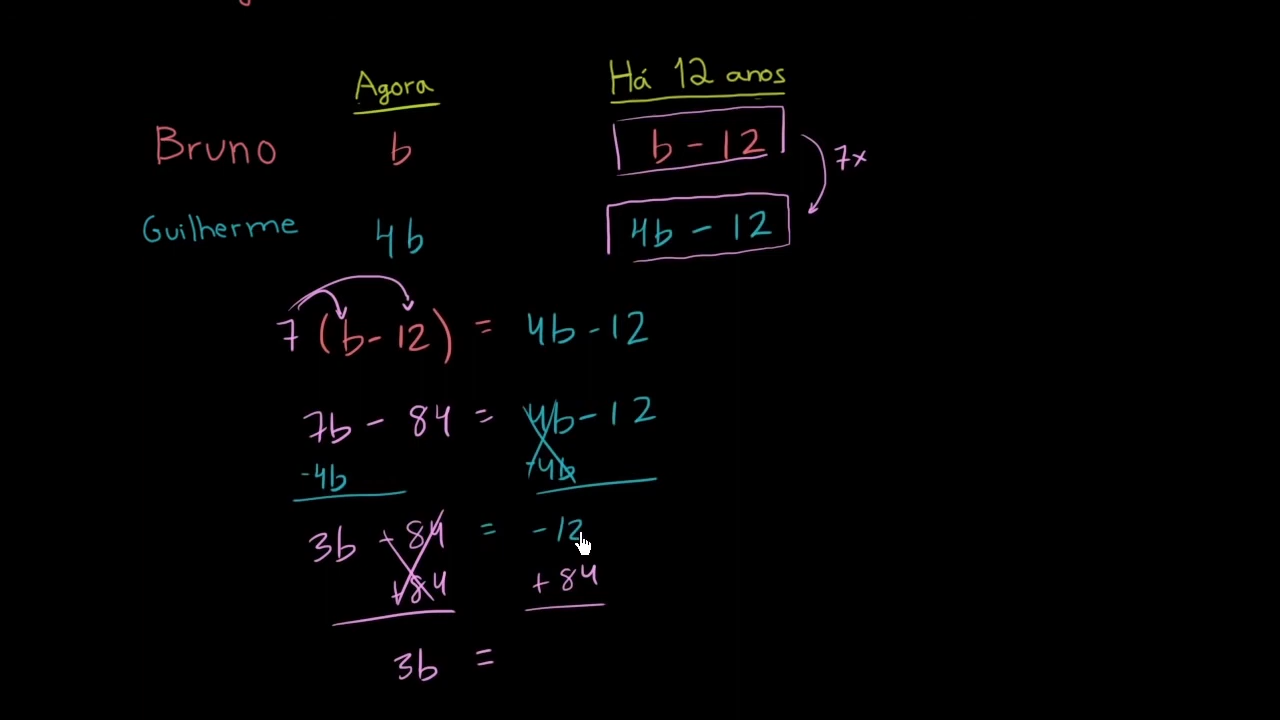 Agora Há 12 anos
Bruno b b - 12 7x
Guilherme 4b 4b - 12
7 (b - 12) = 4b - 12
7b - 84 = 4b - 12
-4b -4b
3b - 84 = -12
+84 +84
3b =